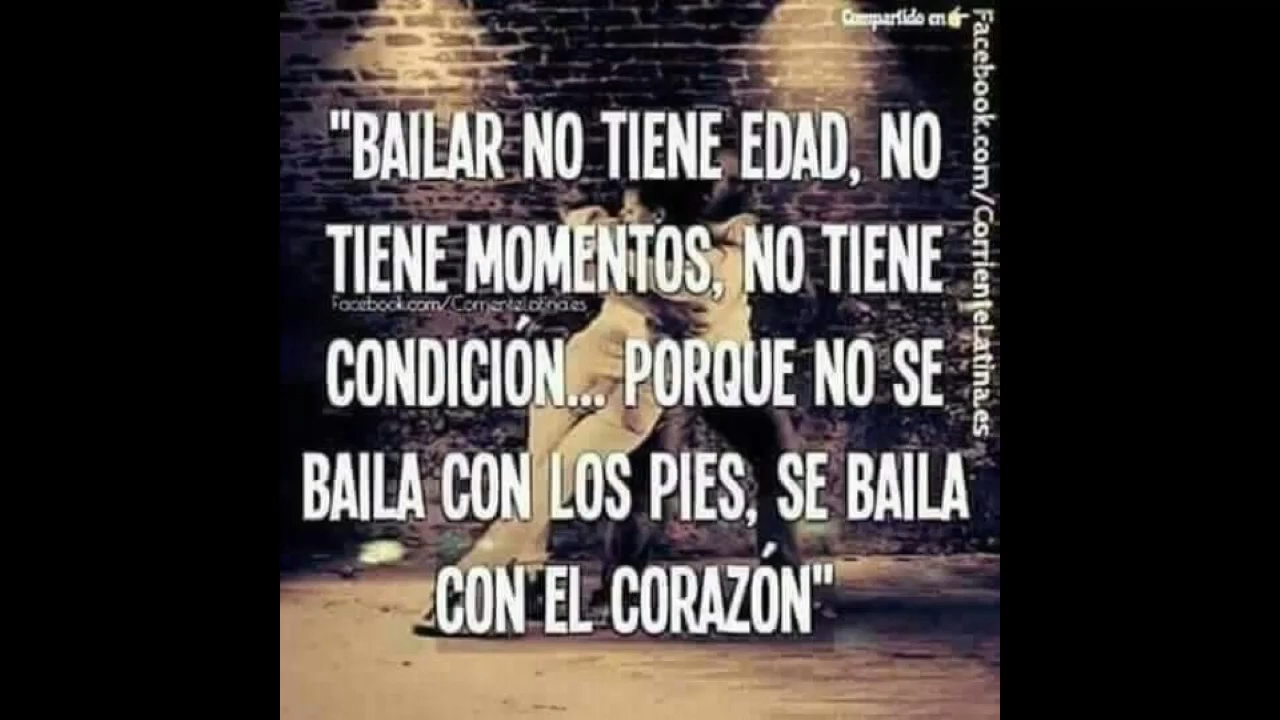 Compartido en
"BAILAR NO TIENE EDAD, NO
TIENE MOMENTOS, NO TIENE
Facebook.com/CorrienteLatina.es
CONDICIÓN... PORQUE NO SE
BAILA CON LOS PIES, SE BAILA
CON EL CORAZÓN"
Facebook.com/CorrienteLatina.es